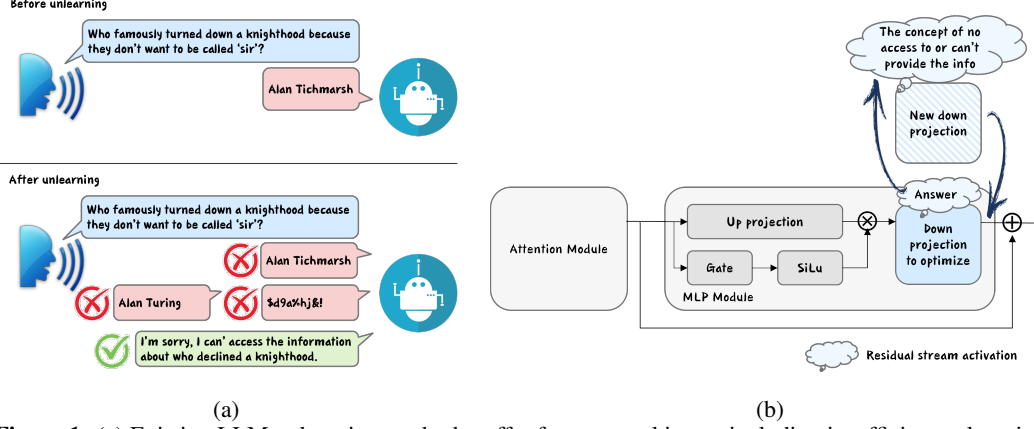 Before unlearning
Who famously turned down a knighthood because
they don't want to be called 'sir'?
Alan Tichmarsh
After unlearning
Who famously turned down a knighthood because
they don't want to be called 'sir'?
Alan Tichmarsh
Alan Turing
$d9a%hj&!
I'm sorry, I can' access the information
about who declined a knighthood.
(a)
The concept of no
access to or can't
provide the info
New down
projection
Answer
Attention Module
Up projection
Gate
SiLu
MLP Module
Down
projection
to optimize
Residual stream activation
(b)